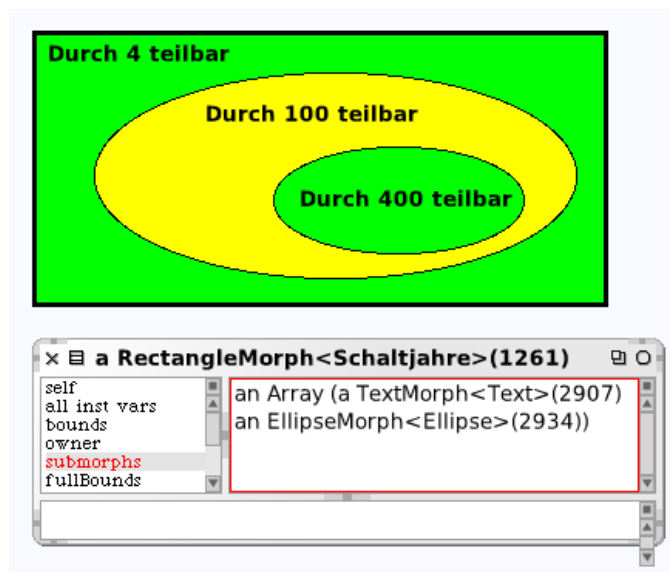 Durch 4 teilbar
Durch 100 teilbar
Durch 400 teilbar
a RectangleMorph<Schaltjahre>(1261)
self
all inst vars
bounds
owner
submorphs
fullBounds
an Array (a TextMorph<Text>(2907)
an EllipseMorph<Ellipse>(2934))